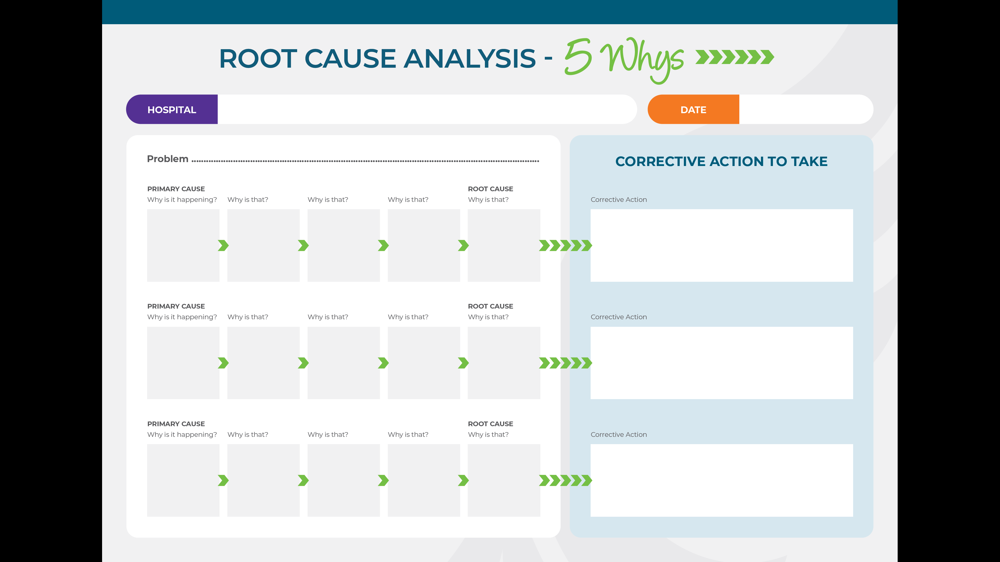 ROOT CAUSE ANALYSIS - 5 Whys
HOSPITAL
DATE
Problem ................................................................................
CORRECTIVE ACTION TO TAKE
PRIMARY CAUSE ROOT CAUSE
Why is it happening? Why is that? Why is that? Why is that? Why is that? Corrective Action
PRIMARY CAUSE ROOT CAUSE
Why is it happening? Why is that? Why is that? Why is that? Why is that? Corrective Action
PRIMARY CAUSE ROOT CAUSE
Why is it happening? Why is that? Why is that? Why is that? Why is that? Corrective Action